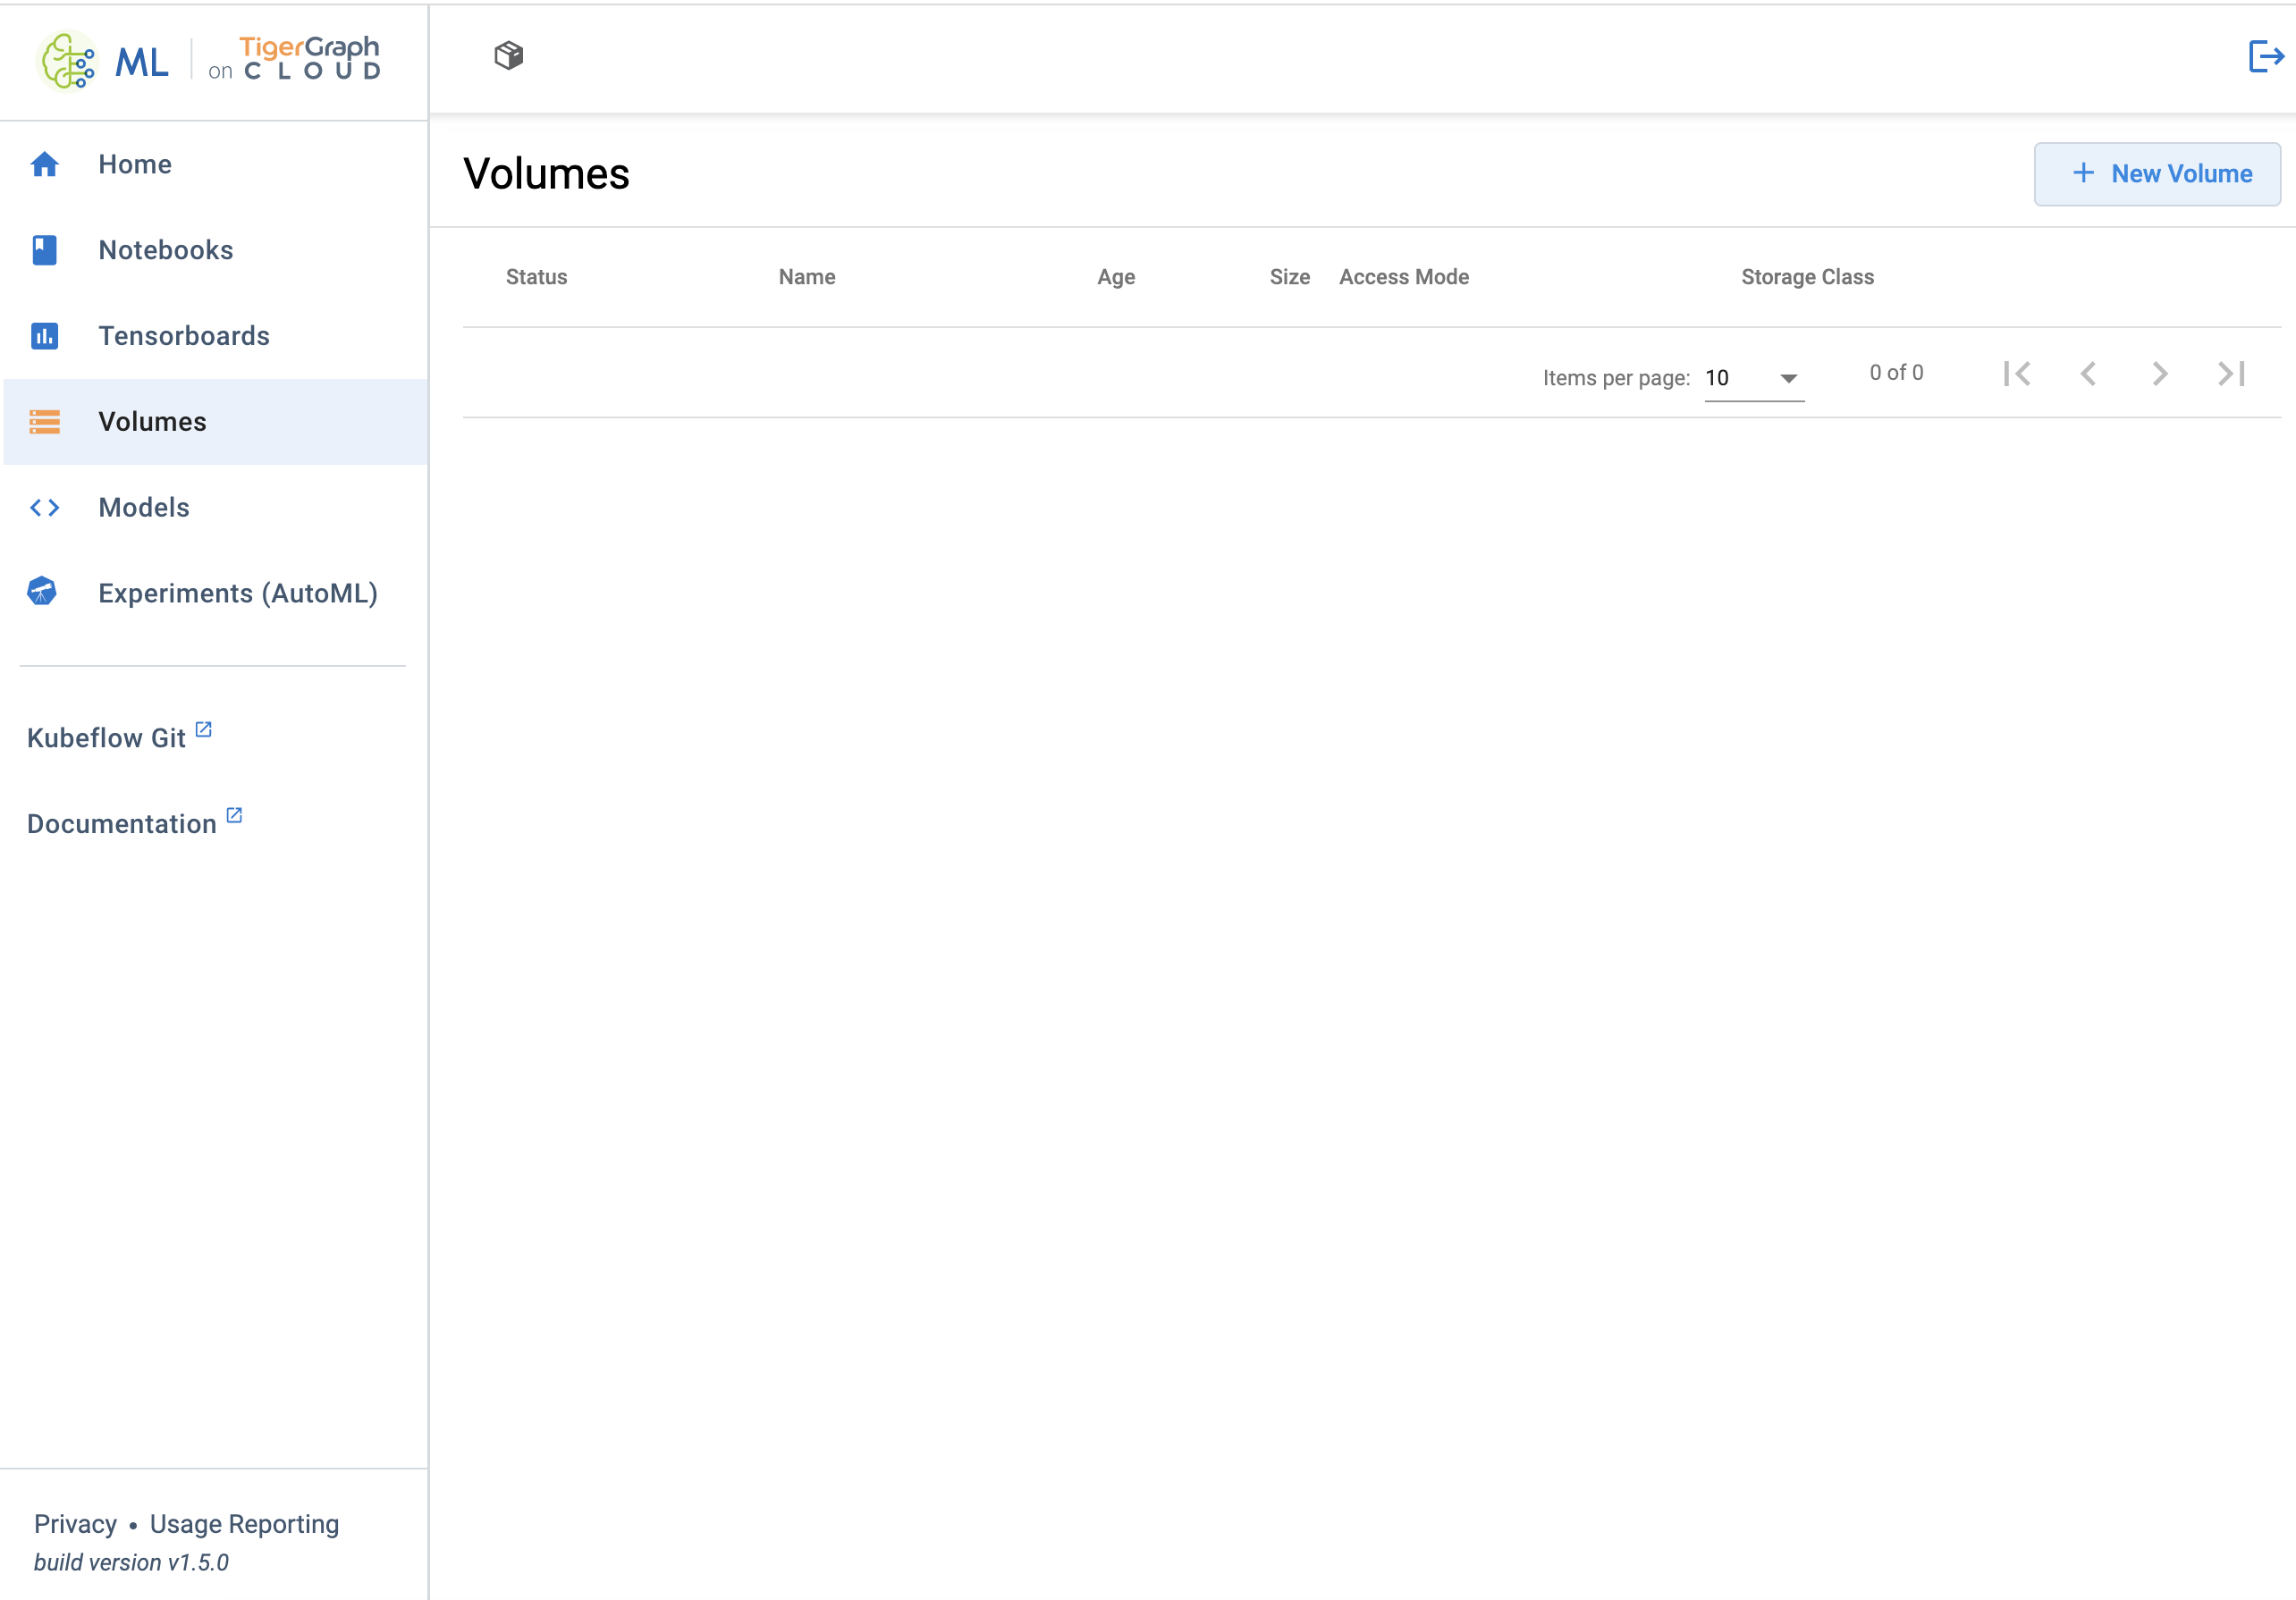 ML on TigerGraph CLOUD
Home
Notebooks
Tensorboards
Volumes
Models
Experiments (AutoML)
Kubeflow Git
Documentation
Privacy • Usage Reporting
build version v1.5.0
Volumes
+ New Volume
Status Name Age Size Access Mode Storage Class
Items per page: 10 0 of 0